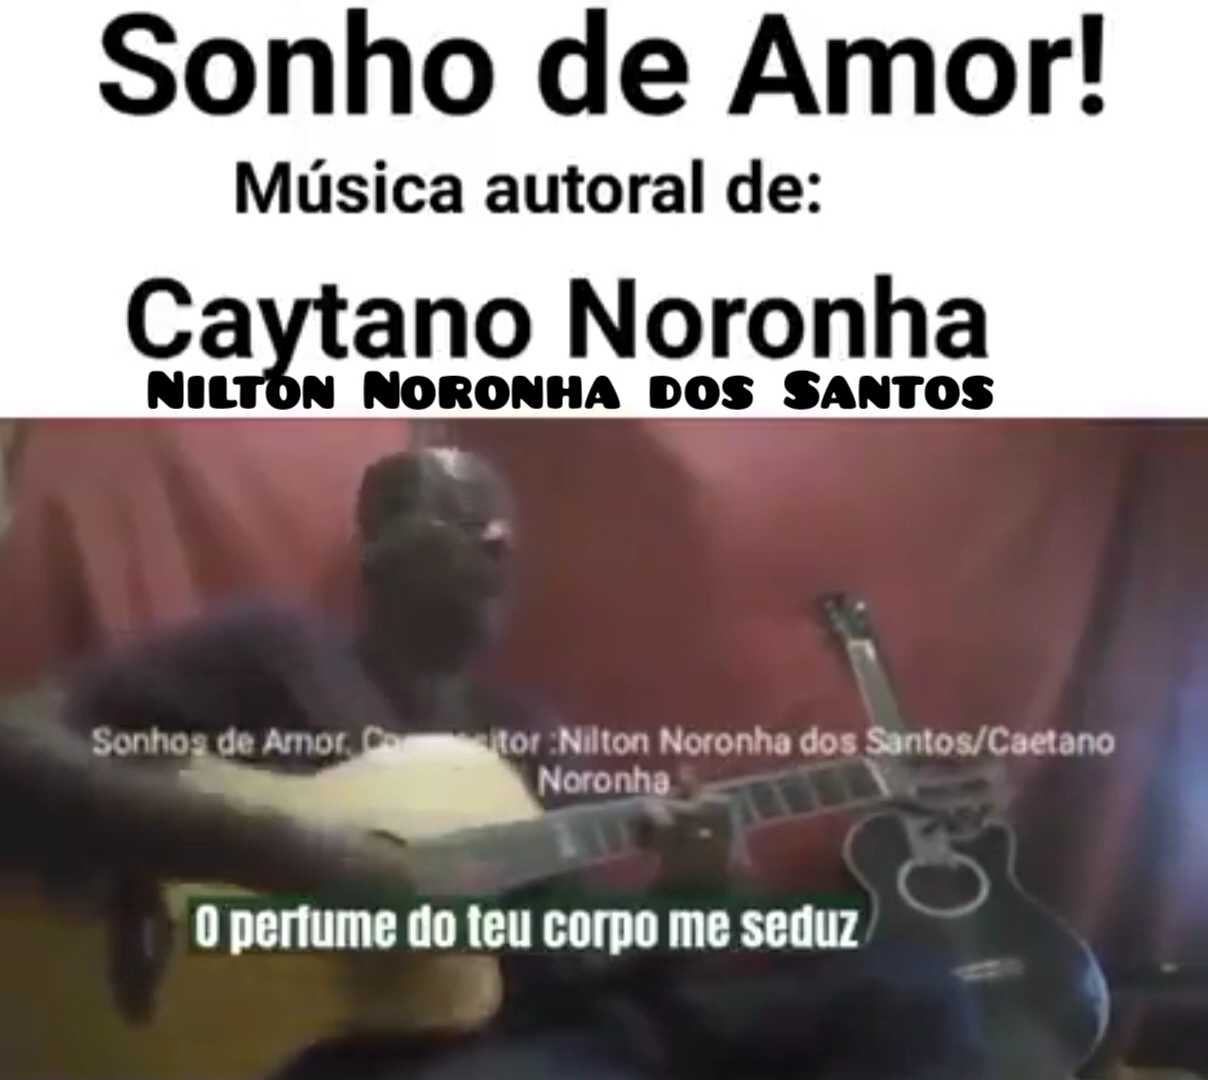 Sonho de Amor!
Música autoral de:
Caytano Noronha
NILTON NORONHA DOS SANTOS
Sonhos de Amor. :Nilton Noronha dos Santos/Caetano
Noronha
O perfume do teu corpo me seduz